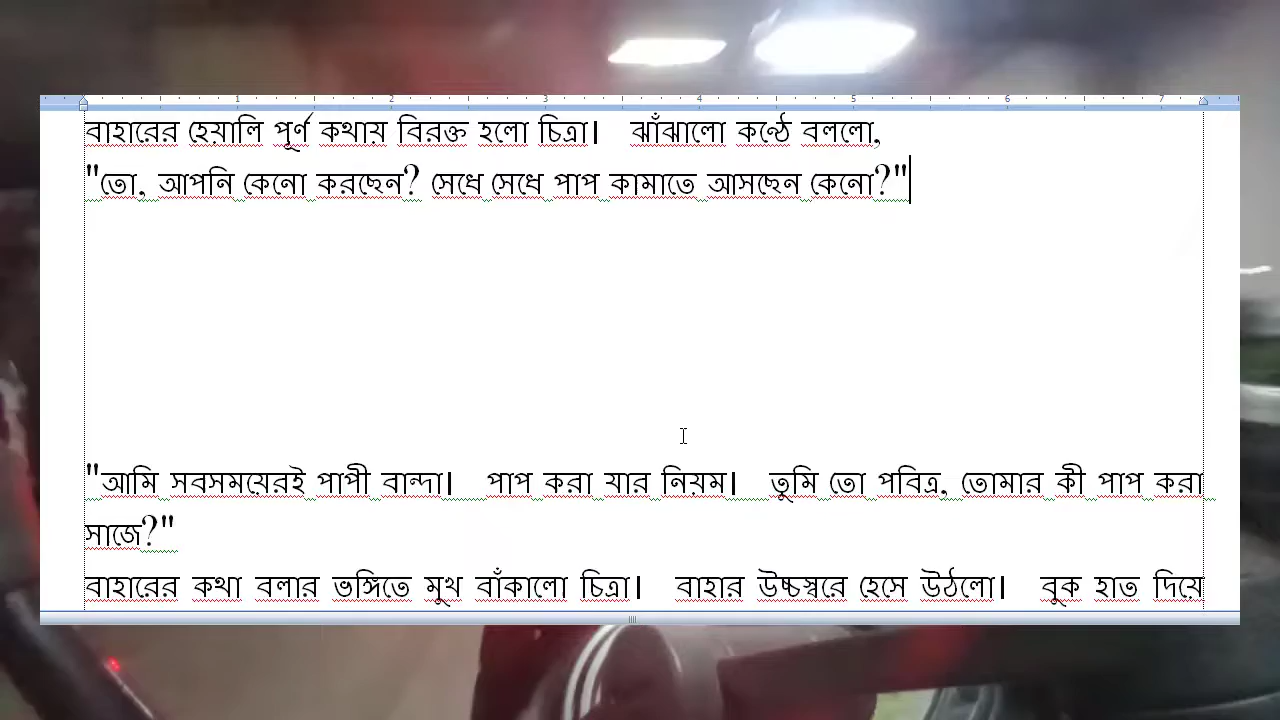 বাহারের হেয়ালি পূর্ণ কথায় বিরক্ত হলো চিত্রা। ঝাঁঝালো কণ্ঠে বললো,
"তো, আপনি কেনো করছেন? সেধে সেধে পাপ কামাতে আসছেন কেনো?"
"আমি সবসময়েরই পাপী বান্দা। পাপ করা যার নিয়ম। তুমি তো পবিত্র, তোমার কী পাপ করা
সাজে?"
বাহারের কথা বলার ভঙ্গিতে মুখ বাঁকালো চিত্রা। বাহার উচ্চস্বরে হেসে উঠলো। বুক হাত দিয়ে